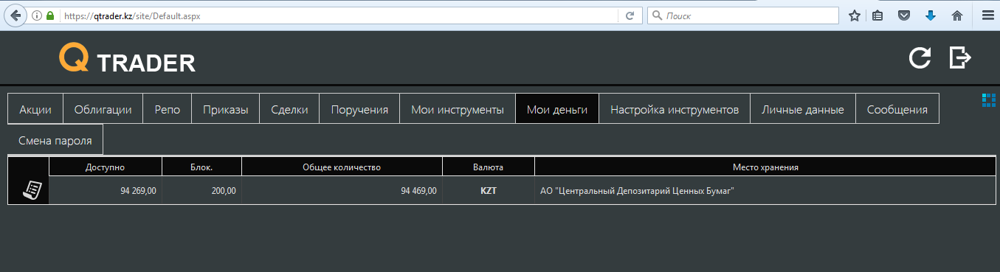 https://qtrader.kz/site/Default.aspx Поиск
Q TRADER
Акции Облигации Репо Приказы Сделки Поручения Мои инструменты Мои деньги Настройка инструментов Личные данные Сообщения
Смена пароля
Доступно Блок. Общее количество Валюта Место хранения
94 269,00 200,00 94 469,00 KZT АО "Центральный Депозитарий Ценных Бумаг"